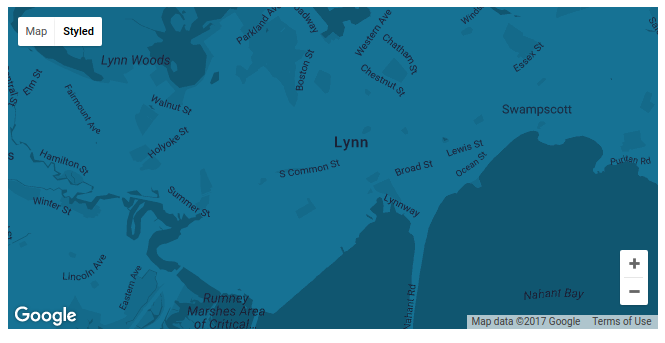 Map Styled
Lynn Woods
Parkland Ave
Boston St
Western Ave
Chatham St
Chestnut St
Essex St
Elm St
Fairmount Ave
Walnut St
Holyoke St
Swampscott
Lynn
Hamilton St
S Common St
Broad St
Lewis St
Ocean St
Puritan Rd
Winter St
Summer St
Lynnway
Lincoln Ave
Eastern Ave
Nahant Rd
Nahant Bay
Rumney
Marshes Area
of Critical
Google
Map data ©2017 Google Terms of Use